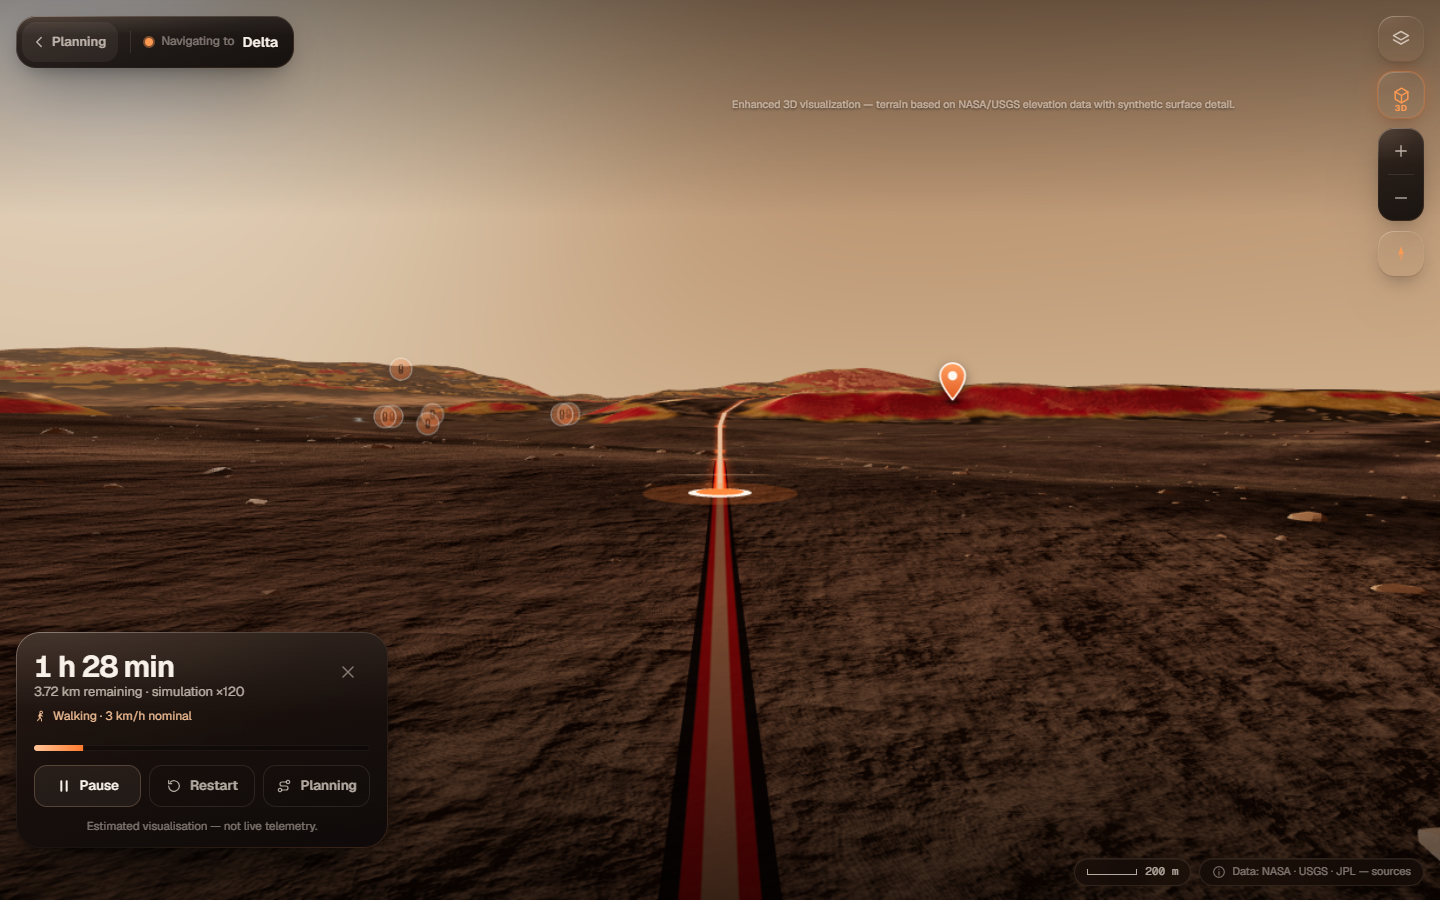 Planning
Navigating to Delta
Enhanced 3D visualization — terrain based on NASA/USGS elevation data with synthetic surface detail.
3D
1 h 28 min
3.72 km remaining · simulation ×120
Walking · 3 km/h nominal
Pause
Restart
Planning
Estimated visualisation — not live telemetry.
200 m
Data: NASA · USGS · JPL — sources